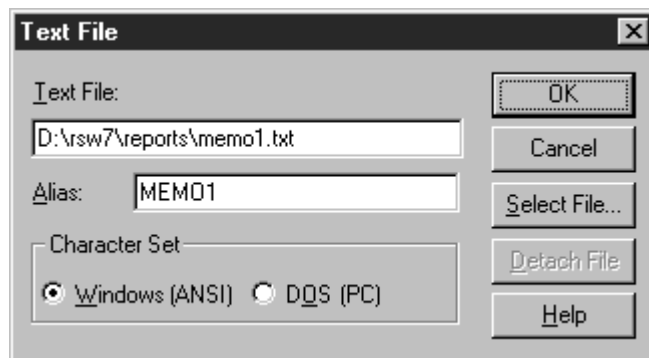 Text File
Text File:
D:\rsw7\reports\memo1.txt
Alias:
MEMO1
Character Set
Windows (ANSI)
DOS (PC)
OK
Cancel
Select File...
Detach File
Help